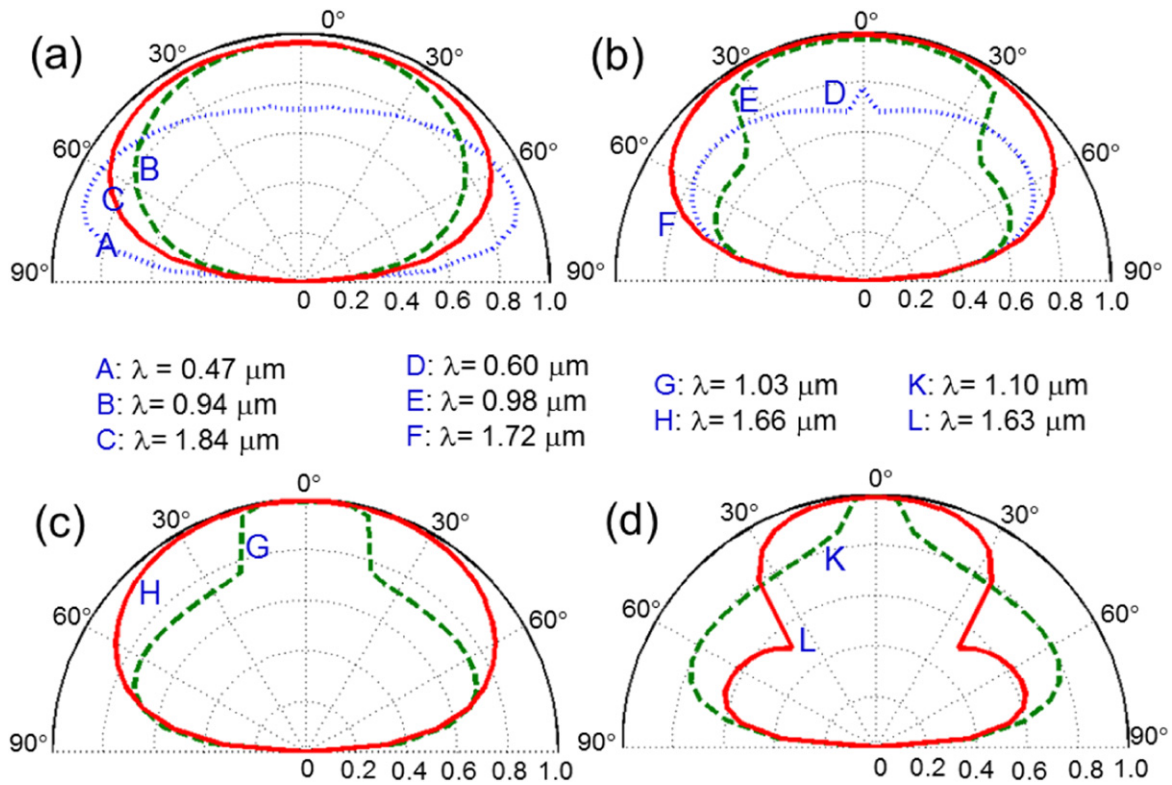 (a) 0° (b) 0°
30° 30° 30° 30°
E D
60° B 60° 60° 60°
C F
A
90° 90° 90° 90°
0 0.2 0.4 0.6 0.8 1.0 0 0.2 0.4 0.6 0.8 1.0
A: λ = 0.47 μm D: λ= 0.60 μm G: λ= 1.03 μm K: λ= 1.10 μm
B: λ= 0.94 μm E: λ= 0.98 μm H: λ= 1.66 μm L: λ= 1.63 μm
C: λ= 1.84 μm F: λ= 1.72 μm
(c) 0° (d) 0°
30° 30° 30° 30°
G K
H
60° 60° 60° 60°
L
90° 90° 90° 90°
0 0.2 0.4 0.6 0.8 1.0 0 0.2 0.4 0.6 0.8 1.0